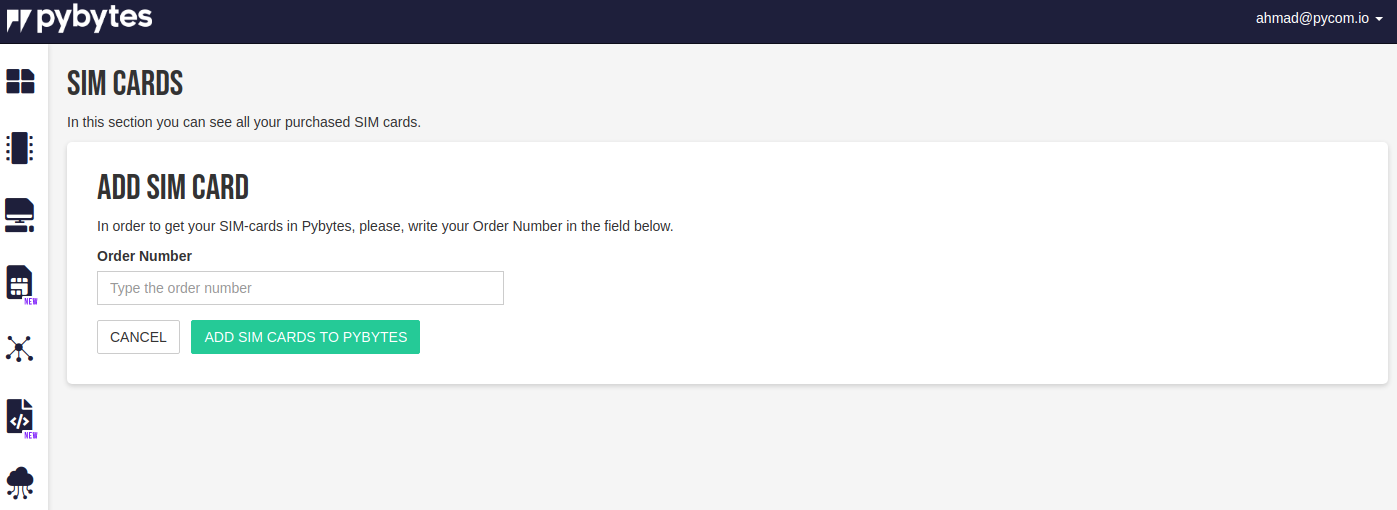 pybytes
ahmad@pycom.io
SIM CARDS
In this section you can see all your purchased SIM cards.
ADD SIM CARD
In order to get your SIM-cards in Pybytes, please, write your Order Number in the field below.
Order Number
Type the order number
CANCEL
ADD SIM CARDS TO PYBYTES
NEW
NEW